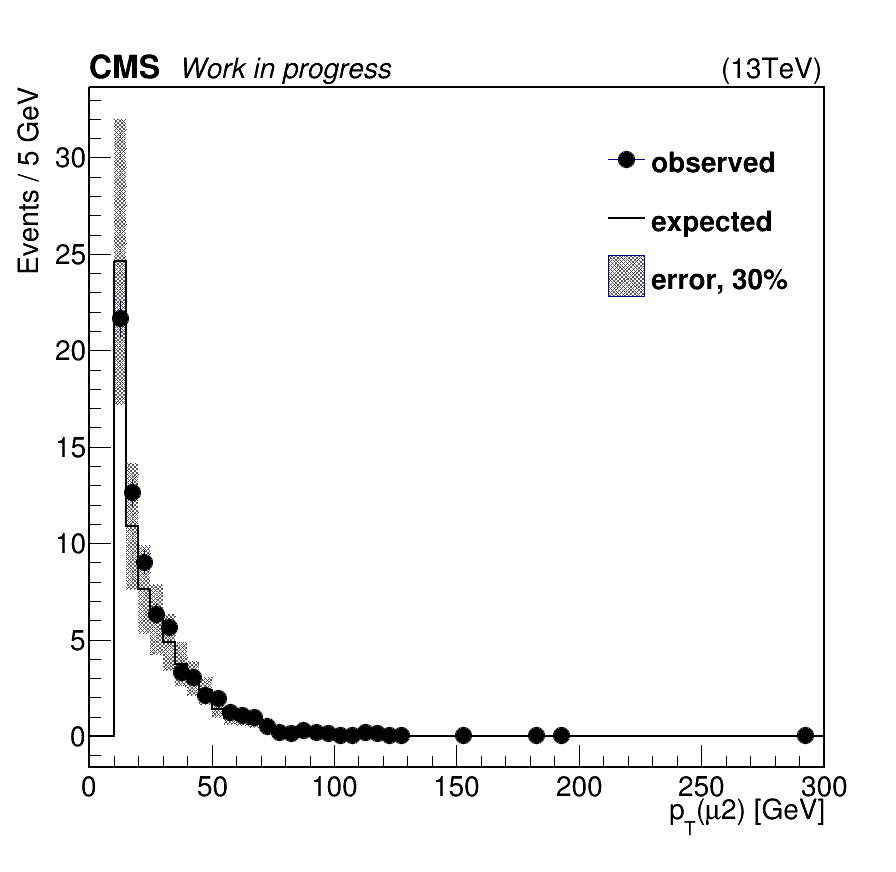 CMS Work in progress (13TeV)
Events / 5 GeV
30
25
20
15
10
5
0
observed
expected
error, 30%
0 50 100 150 200 250 300
pT(μ2) [GeV]